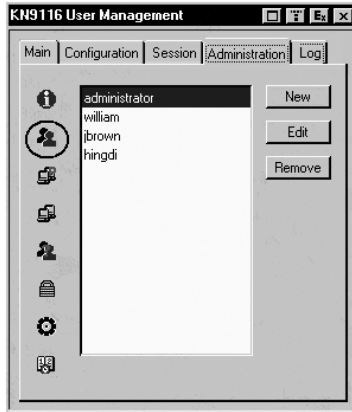 KN9116 User Management
Main Configuration Session Administration Log
administrator
william
jbrown
hingdi
New
Edit
Remove